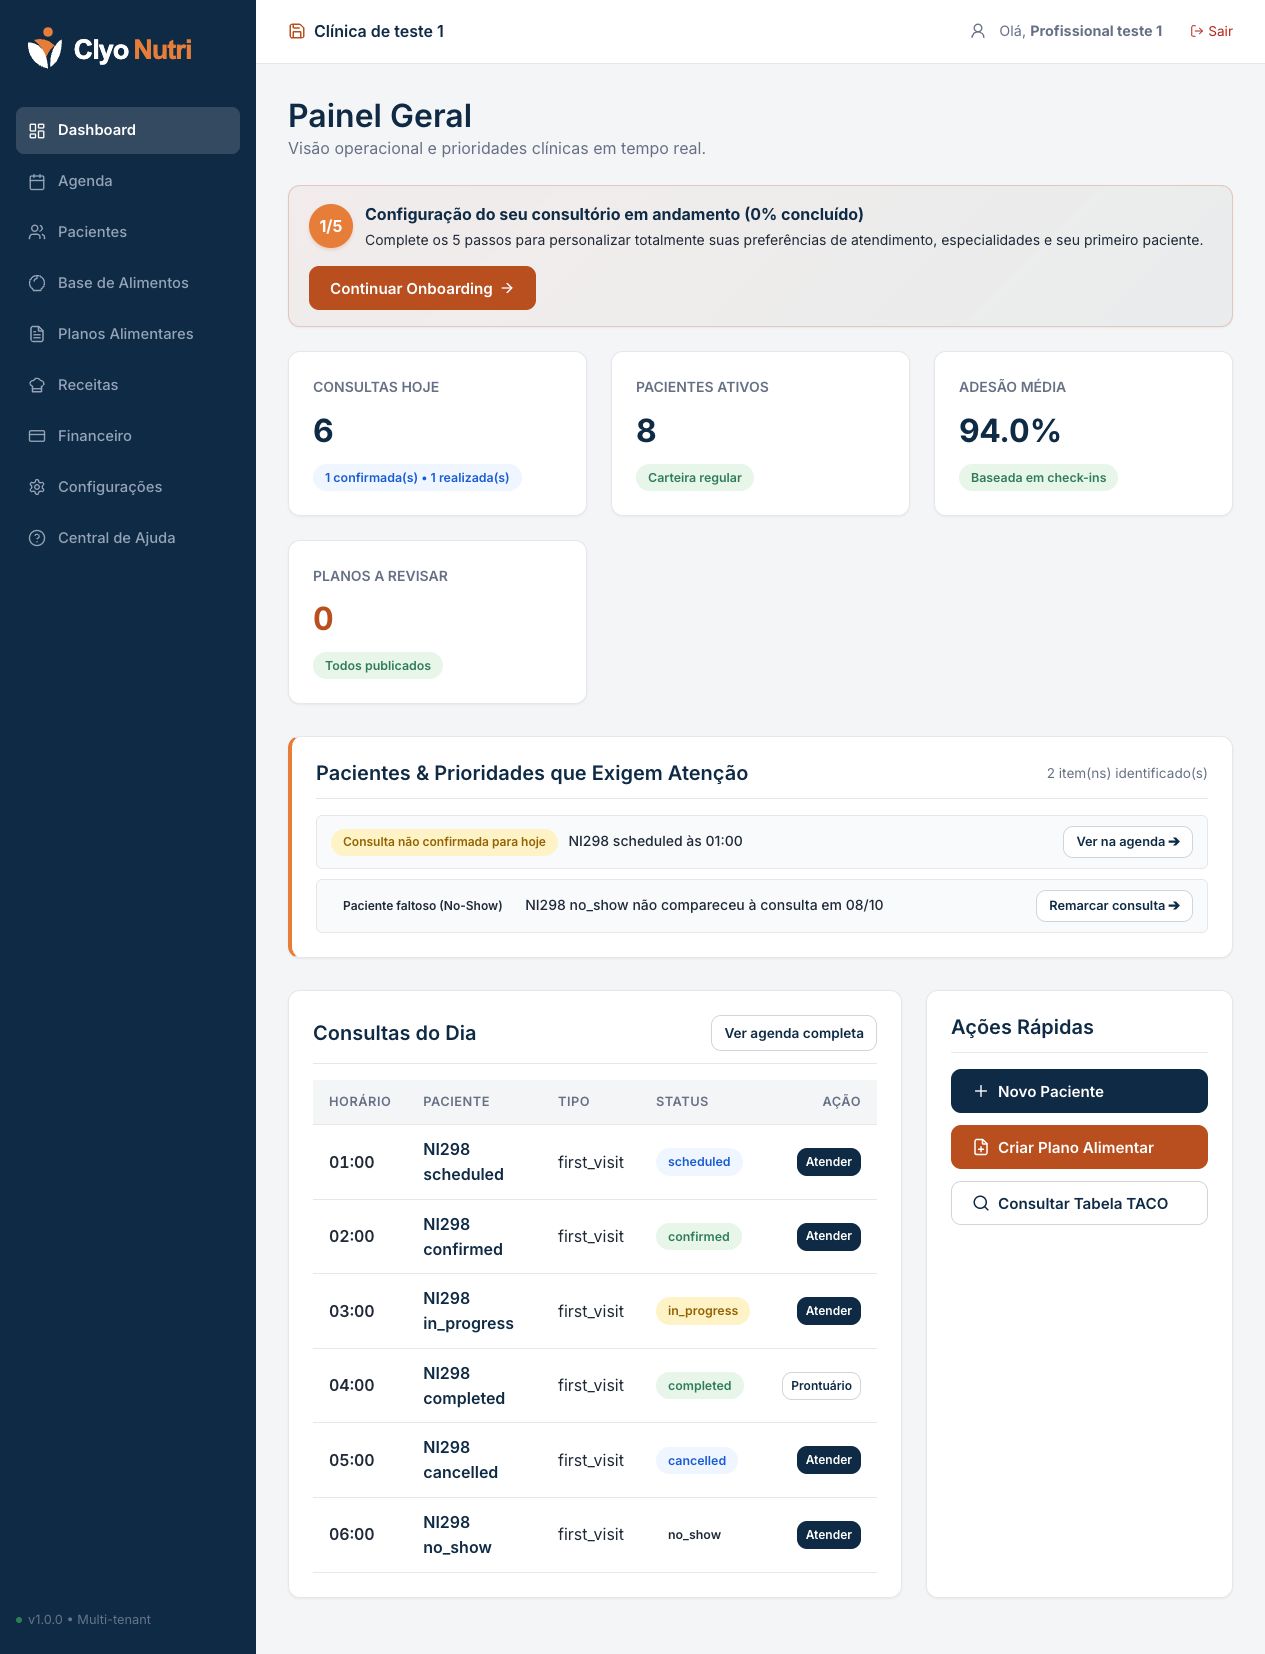 Clyo Nutri
Dashboard
Agenda
Pacientes
Base de Alimentos
Planos Alimentares
Receitas
Financeiro
Configurações
Central de Ajuda
v1.0.0 • Multi-tenant
Clínica de teste 1
Olá, Profissional teste 1
Sair
Painel Geral
Visão operacional e prioridades clínicas em tempo real.
1/5
Configuração do seu consultório em andamento (0% concluído)
Complete os 5 passos para personalizar totalmente suas preferências de atendimento, especialidades e seu primeiro paciente.
Continuar Onboarding →
CONSULTAS HOJE
6
1 confirmada(s) • 1 realizada(s)
PACIENTES ATIVOS
8
Carteira regular
ADESÃO MÉDIA
94.0%
Baseada em check-ins
PLANOS A REVISAR
0
Todos publicados
Pacientes & Prioridades que Exigem Atenção
2 item(ns) identificado(s)
Consulta não confirmada para hoje NI298 scheduled às 01:00 Ver na agenda ➔
Paciente faltoso (No-Show) NI298 no_show não compareceu à consulta em 08/10 Remarcar consulta ➔
Consultas do Dia
Ver agenda completa
HORÁRIO PACIENTE TIPO STATUS AÇÃO
01:00 NI298 scheduled first_visit scheduled Atender
02:00 NI298 confirmed first_visit confirmed Atender
03:00 NI298 in_progress first_visit in_progress Atender
04:00 NI298 completed first_visit completed Prontuário
05:00 NI298 cancelled first_visit cancelled Atender
06:00 NI298 no_show first_visit no_show Atender
Ações Rápidas
+ Novo Paciente
Criar Plano Alimentar
Consultar Tabela TACO